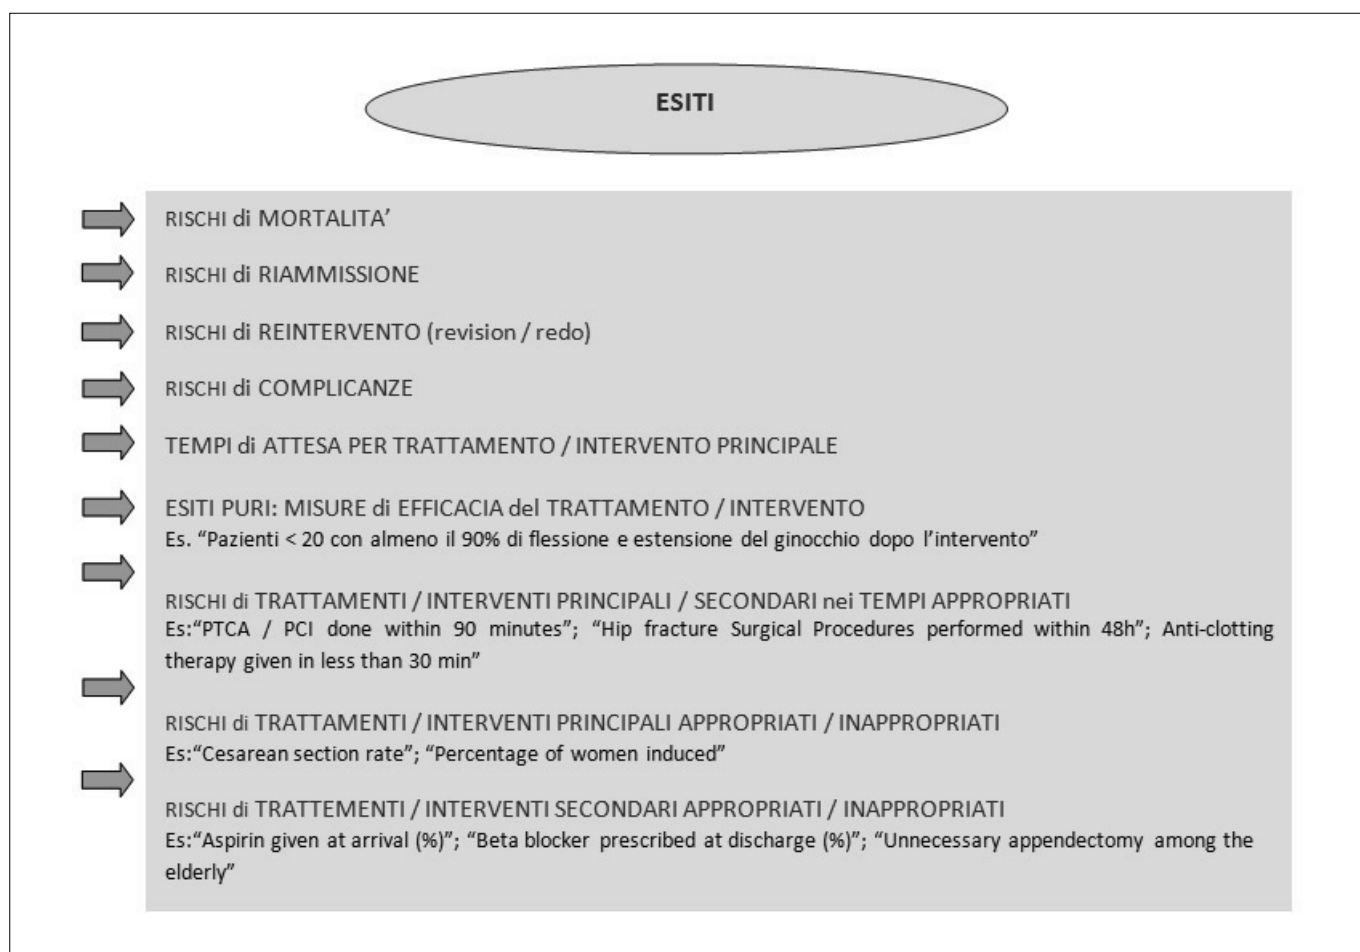 ESITI
RISCHI di MORTALITA’
RISCHI di RIAMMISSIONE
RISCHI di REINTERVENTO (revision / redo)
RISCHI di COMPLICANZE
TEMPI di ATTESA PER TRATTAMENTO / INTERVENTO PRINCIPALE
ESITI PURI: MISURE di EFFICACIA del TRATTAMENTO / INTERVENTO
Es. “Pazienti < 20 con almeno il 90% di flessione e estensione del ginocchio dopo l’intervento”
RISCHI di TRATTAMENTI / INTERVENTI PRINCIPALI / SECONDARI nei TEMPI APPROPRIATI
Es:“PTCA / PCI done within 90 minutes”; “Hip fracture Surgical Procedures performed within 48h”; Anti-clotting
therapy given in less than 30 min”
RISCHI di TRATTAMENTI / INTERVENTI PRINCIPALI APPROPRIATI / INAPPROPRIATI
Es:“Cesarean section rate”; “Percentage of women induced”
RISCHI di TRATTEMENTI / INTERVENTI SECONDARI APPROPRIATI / INAPPROPRIATI
Es:“Aspirin given at arrival (%)”; “Beta blocker prescribed at discharge (%)”; “Unnecessary appendectomy among the
elderly”